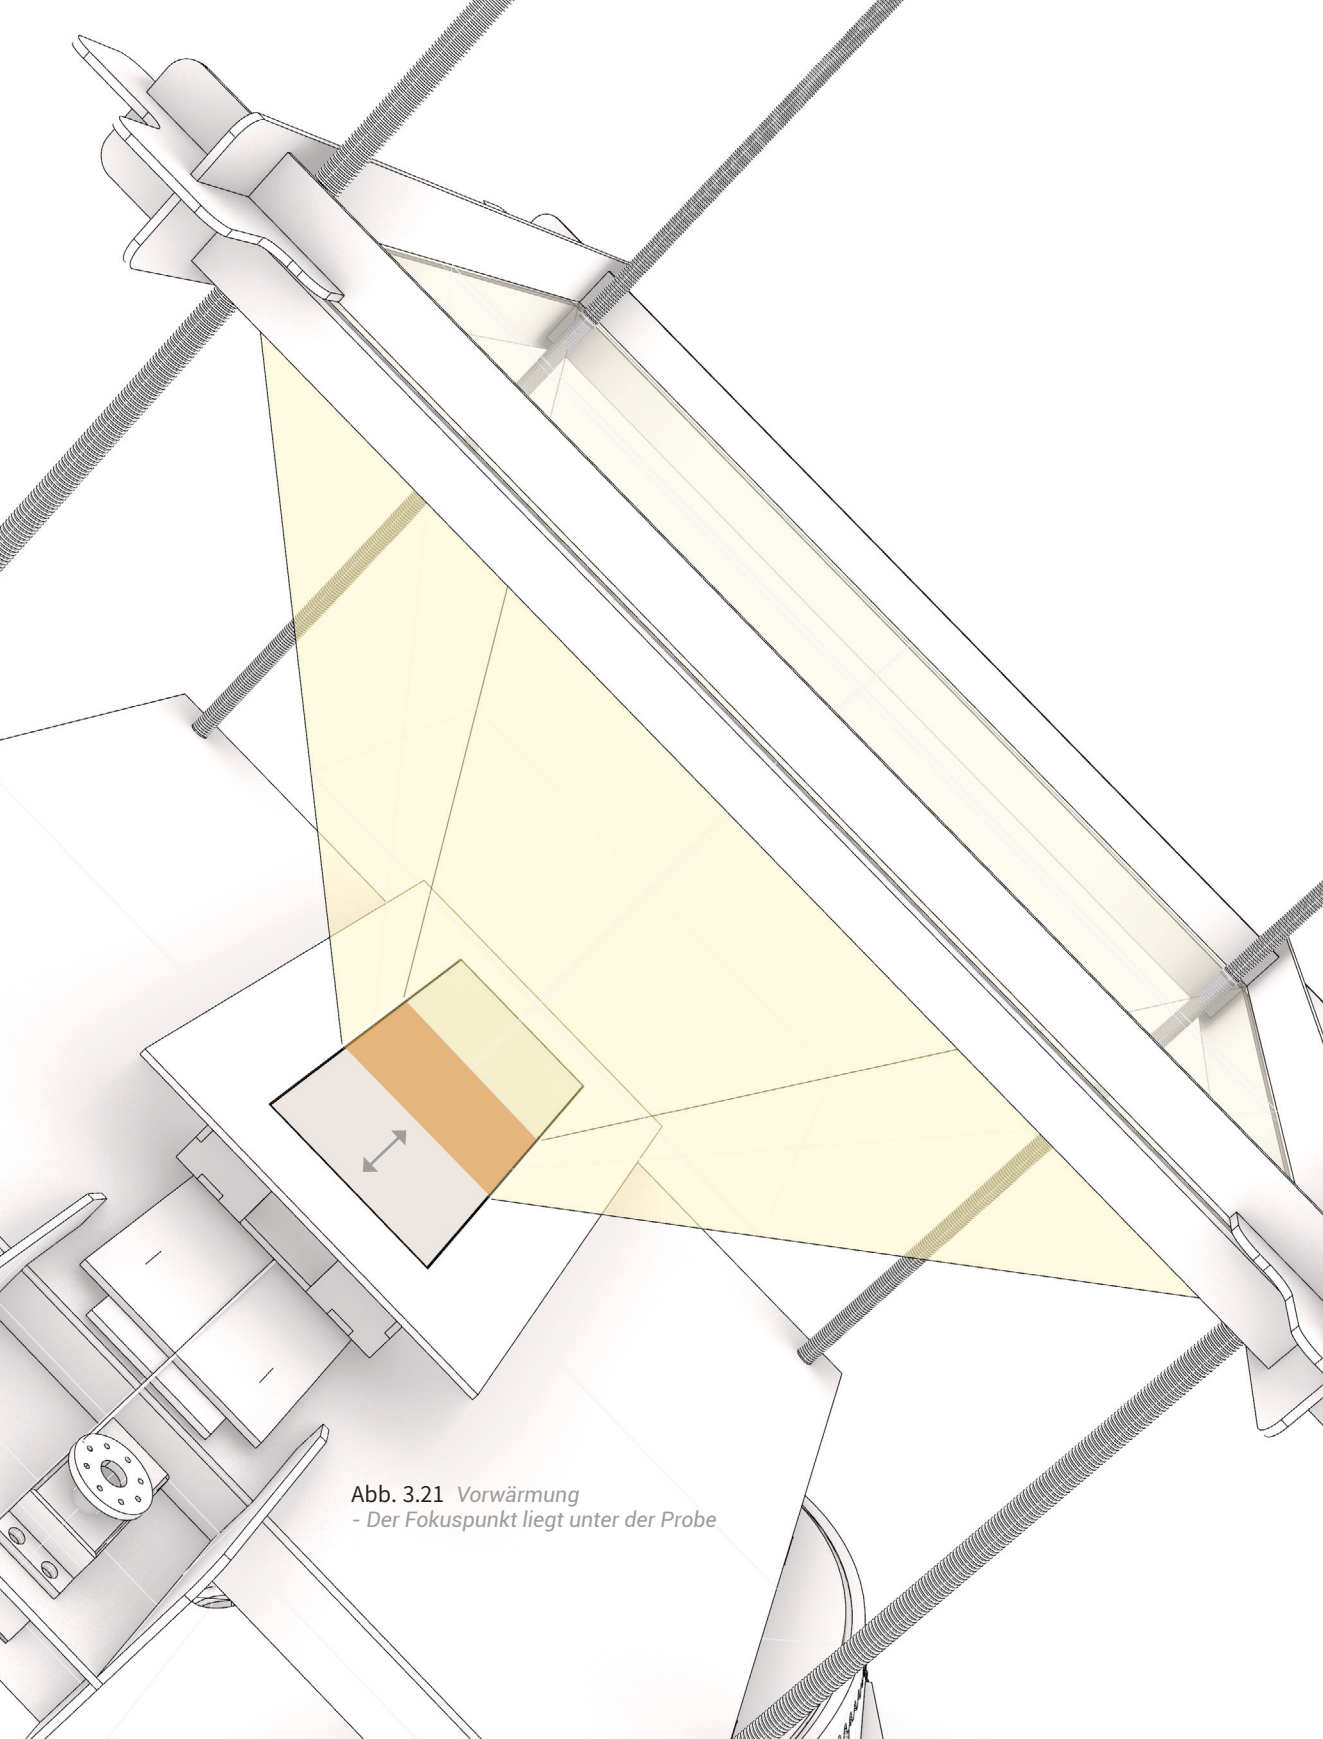 Abb. 3.21 Vorwärmung
- Der Fokuspunkt liegt unter der Probe